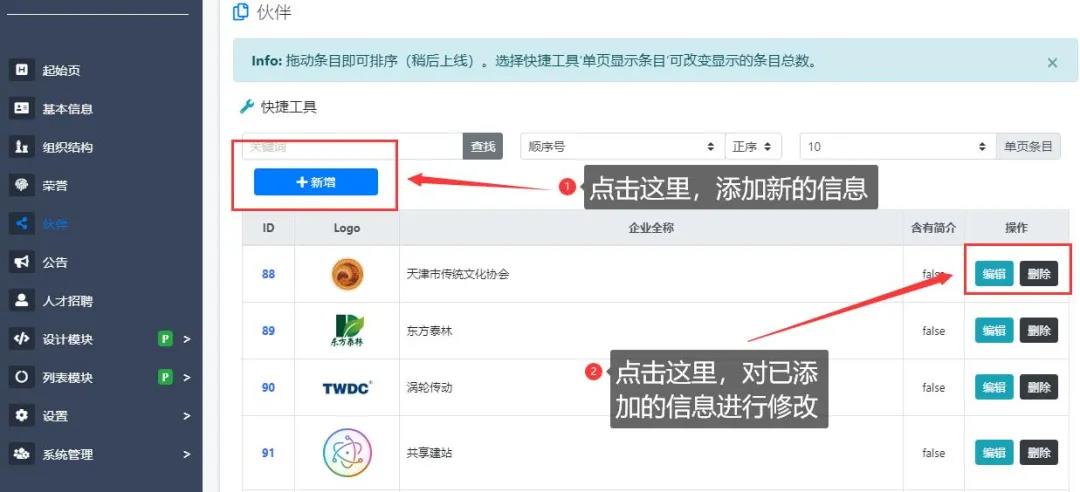 伙伴
Info: 拖动条目即可排序（稍后上线）。选择快捷工具'单页显示条目'可改变显示的条目总数。 ×
起始页
基本信息
组织结构
荣誉
伙伴
公告
人才招聘
设计模块 P >
列表模块 P >
设置 >
系统管理 >
快捷工具
关键词 查找 顺序号 正序 10 单页条目
+ 新增
1 点击这里，添加新的信息
ID Logo 企业全称 含有简介 操作
88 天津市传统文化协会 false 编辑 删除
89 东方泰林 东方泰林 false 编辑 删除
90 TWDC 涡轮传动 false 编辑 删除
91 共享建站 false 编辑 删除
2 点击这里，对已添
加的信息进行修改